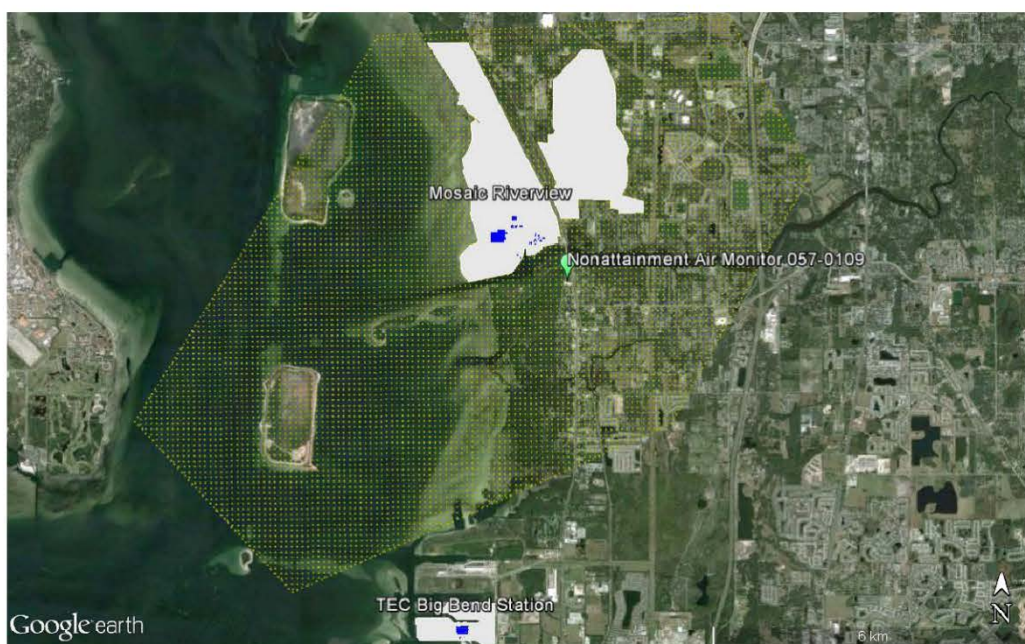 Mosaic Riverview
Nonattainment Air Monitor 057-0109
TEC Big Bend Station
Google earth
6 km
N